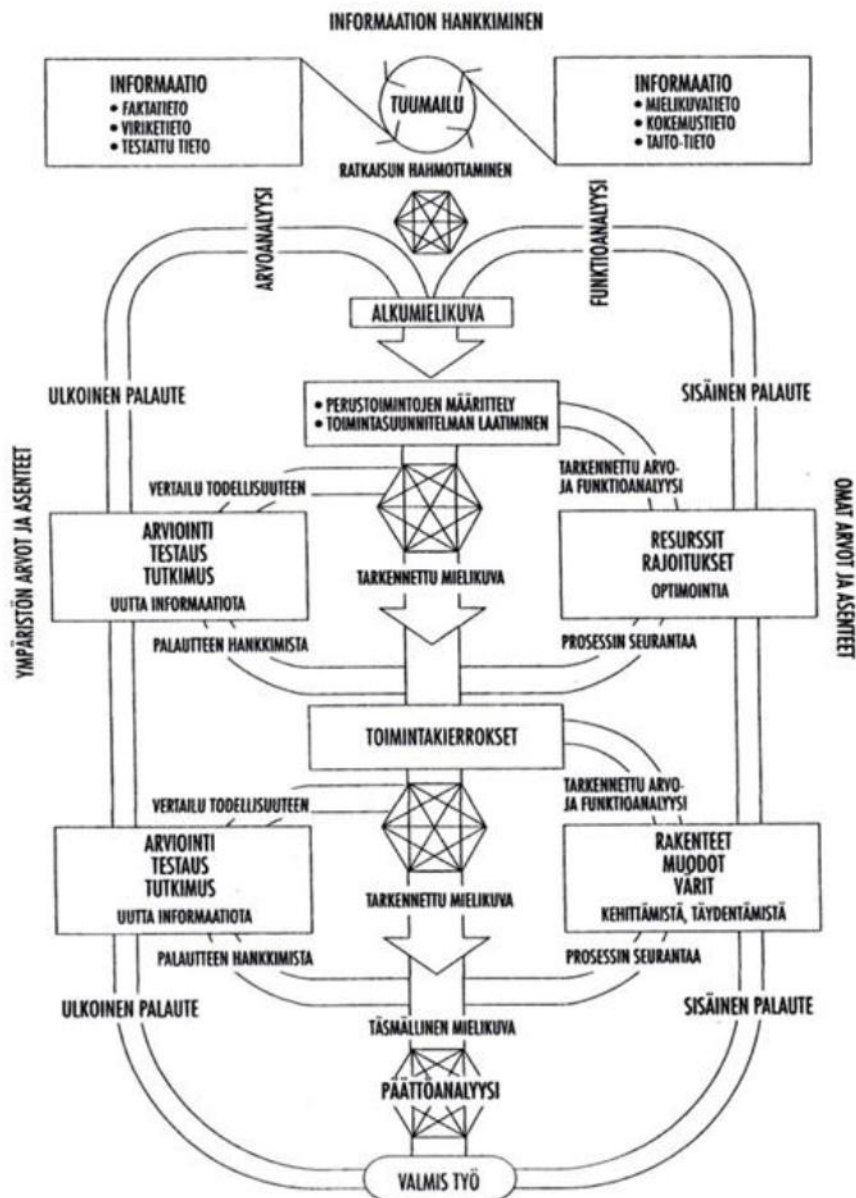 INFORMAATION HANKKIMINEN
INFORMAATIO
• FAKTATIETO
• VIRIKETIETO
• TESTATTU TIETO
TUUMAILU
INFORMAATIO
• MIELIKUVATIETO
• KOKEMUSTIETO
• TAITO-TIETO
RATKAISUN HAHMOTTAMINEN
ARVOANALYYSI
FUNKTIOANALYYSI
ALKUMIELIKUVA
ULKOINEN PALAUTE
SISÄINEN PALAUTE
• PERUSTOIMINTOJEN MÄÄRITTELY
• TOIMINTASUUNNITELMAN LAATIMINEN
YMPÄRISTÖN ARVOT JA ASENTEET
OMAT ARVOT JA ASENTEET
VERTAILU TODELLISUUTEEN
TARKENNETTU ARVO-
JA FUNKTIOANALYYSI
ARVIOINTI
TESTAUS
TUTKIMUS
UUTTA INFORMAATIOTA
RESURSSIT
RAJOITUKSET
OPTIMOINTIA
TARKENNETTU MIELIKUVA
PALAUTTEEN HANKKIMISTA
PROSESSIN SEURANTAA
TOIMINTAKIERROKSET
VERTAILU TODELLISUUTEEN
TARKENNETTU ARVO-
JA FUNKTIOANALYYSI
ARVIOINTI
TESTAUS
TUTKIMUS
UUTTA INFORMAATIOTA
RAKENTEET
MUODOT
VÄRIT
KEHITTÄMISTÄ, TÄYDENTÄMISTÄ
TARKENNETTU MIELIKUVA
PALAUTTEEN HANKKIMISTA
PROSESSIN SEURANTAA
ULKOINEN PALAUTE
SISÄINEN PALAUTE
TÄSMÄLLINEN MIELIKUVA
PÄÄTTÖANALYYSI
VALMIS TYÖ